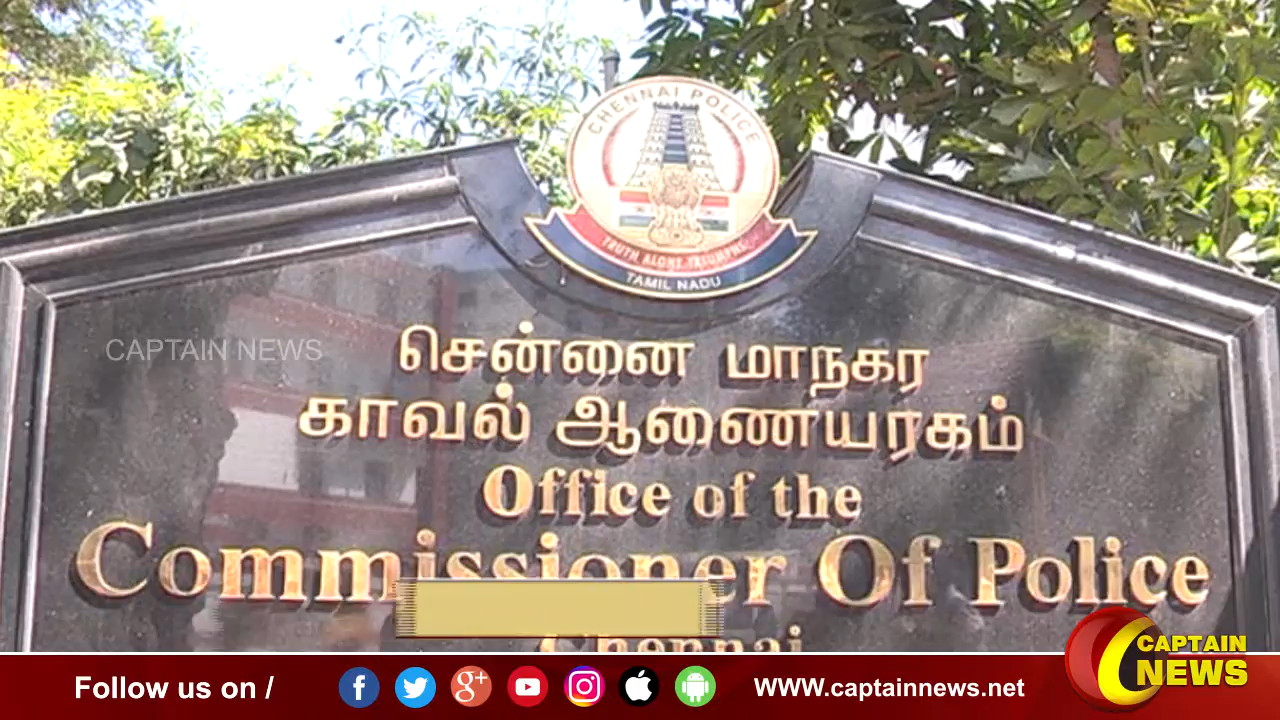 CHENNAI POLICE
TRUTH ALONE TRIUMPHS
TAMIL NADU
CAPTAIN NEWS
சென்னை மாநகர
காவல் ஆணையரகம்
Office of the
Commissioner Of Police
Chennai
CAPTAIN
NEWS
Follow us on /
www.captainnews.net